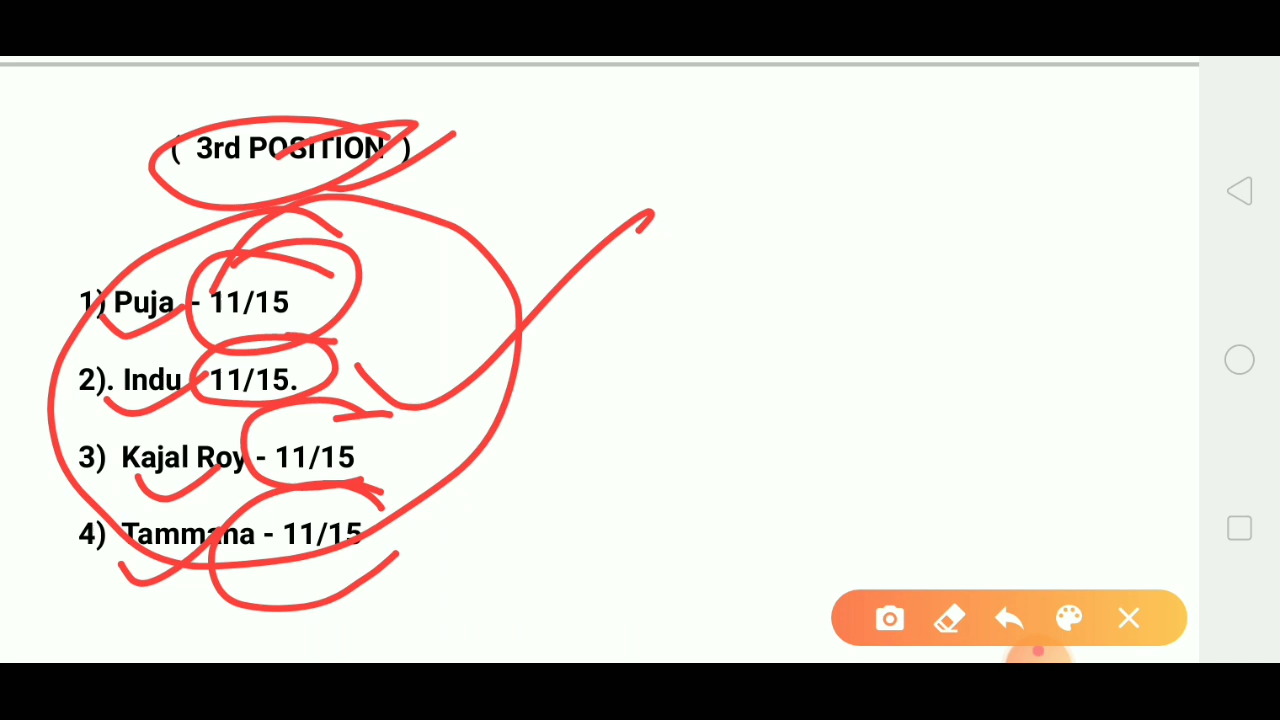 ( 3rd POSITION )
1) Puja - 11/15
2). Indu - 11/15.
3) Kajal Roy - 11/15
4) Tammana - 11/15